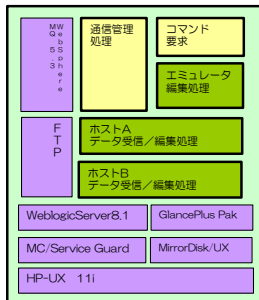 WebSphere
MQ 5.3
通信管理
処理
コマンド
要求
エミュレータ
編集処理
FTP
ホストA
データ受信／編集処理
ホストB
データ受信／編集処理
WeblogicServer8.1
GlancePlus Pak
MC/Service Guard
MirrorDisk/UX
HP-UX 11i